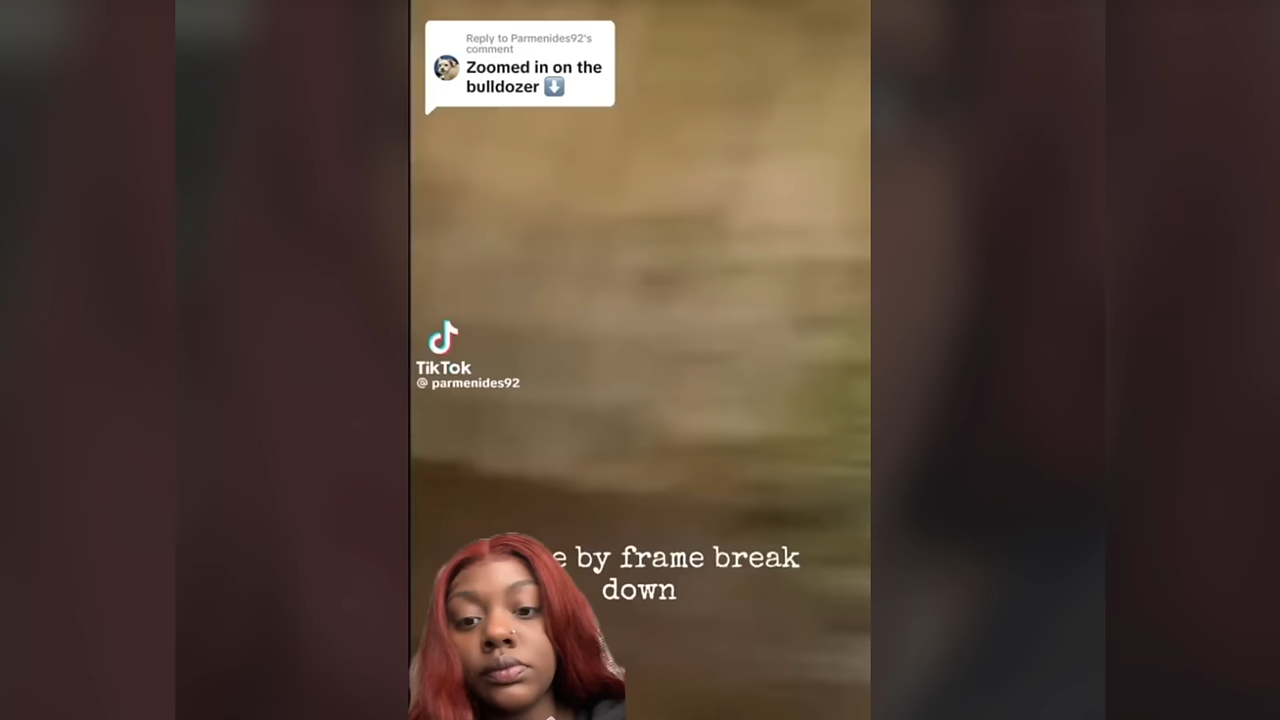 Reply to Parmenides92's
comment
Zoomed in on the
bulldozer ⬇️
TikTok
@ parmenides92
by frame break
down